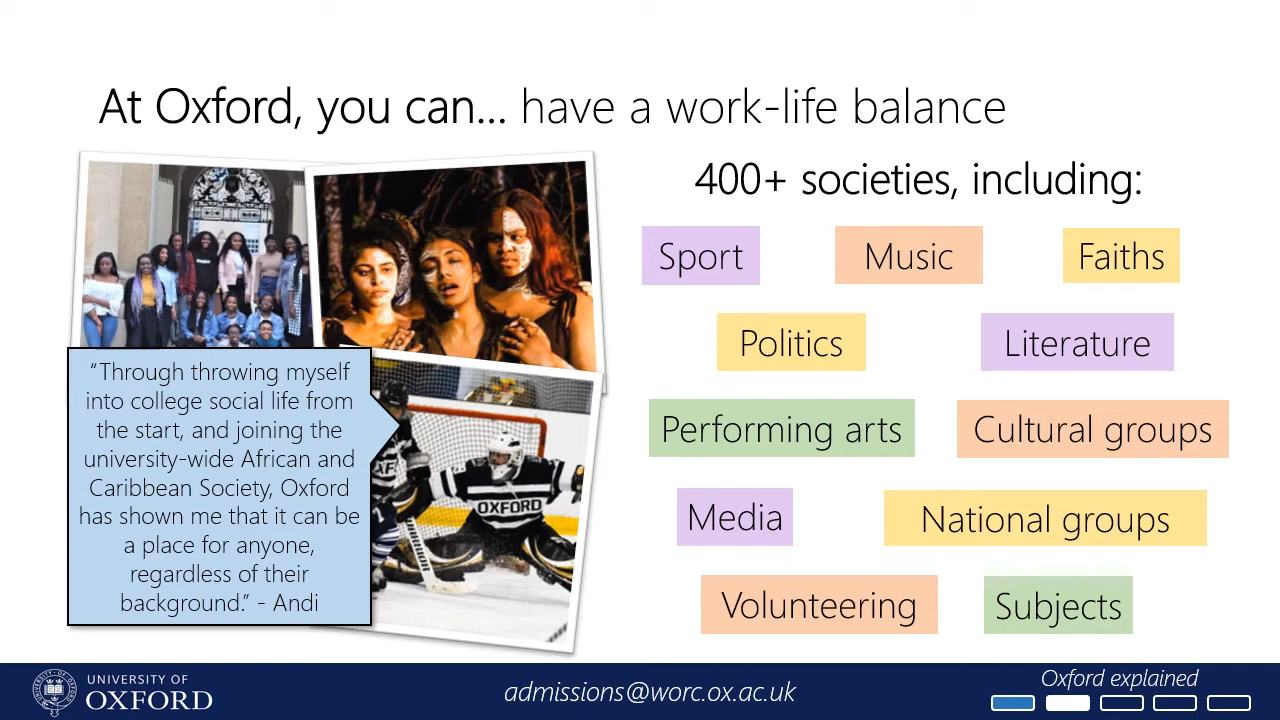 At Oxford, you can... have a work-life balance
400+ societies, including:
Sport
Music
Faiths
Politics
Literature
Performing arts
Cultural groups
Media
National groups
Volunteering
Subjects
“Through throwing myself
into college social life from
the start, and joining the
university-wide African and
Caribbean Society, Oxford
has shown me that it can be
a place for anyone,
regardless of their
background.” - Andi
OXFORD
UNIVERSITY OF
OXFORD
admissions@worc.ox.ac.uk
Oxford explained